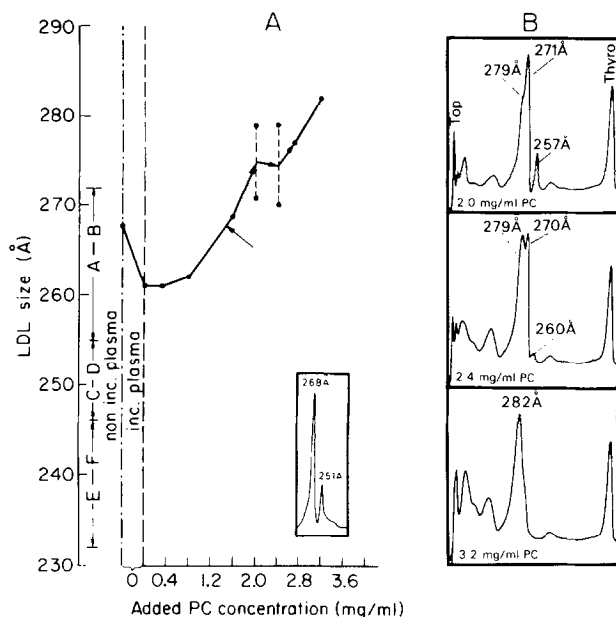 A
B
290
280
270
260
250
240
230
LDL size (Å)
A – B
C – D
E – F
non inc. plasma
inc. plasma
268A
251A
0 0.4 1.2 2.0 2.8 3.6
Added PC concentration (mg/ml)
Top
279Å
271Å
257Å
Thyro
2.0 mg/ml PC
279Å 270Å
260Å
2.4 mg/ml PC
282Å
3.2 mg/ml PC